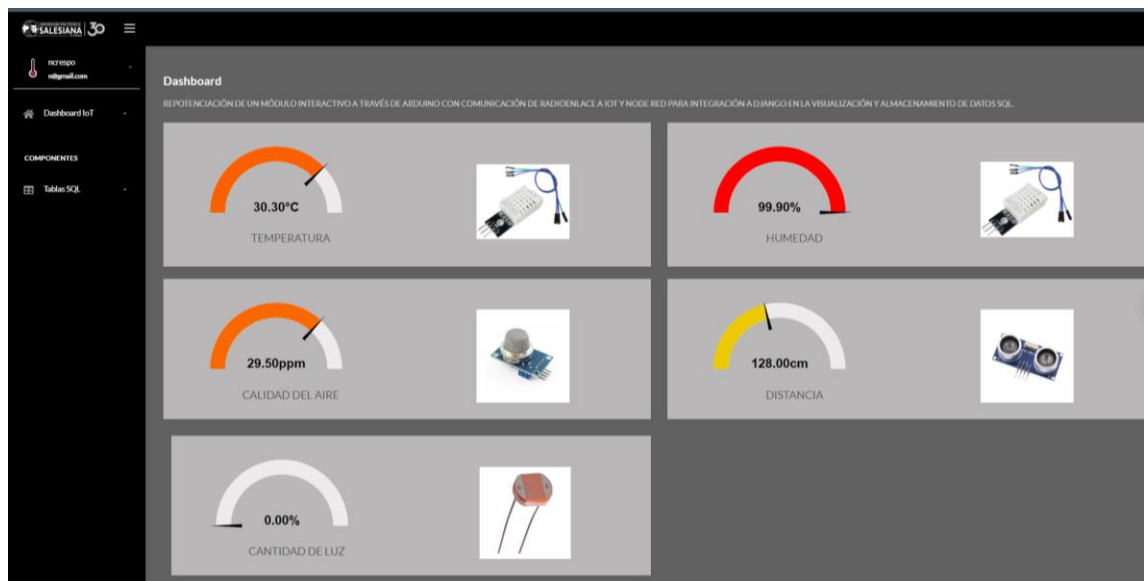 SALESIANA 30
ncrespo
n@gmail.com
Dashboard IoT
COMPONENTES
Tablas SQL
Dashboard
REPOTENCIACIÓN DE UN MÓDULO INTERACTIVO A TRAVÉS DE ARDUINO CON COMUNICACIÓN DE RADIOENLACE A IOT Y NODE RED PARA INTEGRACIÓN A DJANGO EN LA VISUALIZACIÓN Y ALMACENAMIENTO DE DATOS SQL.
30.30°C
TEMPERATURA
99.90%
HUMEDAD
29.50ppm
CALIDAD DEL AIRE
128.00cm
DISTANCIA
0.00%
CANTIDAD DE LUZ